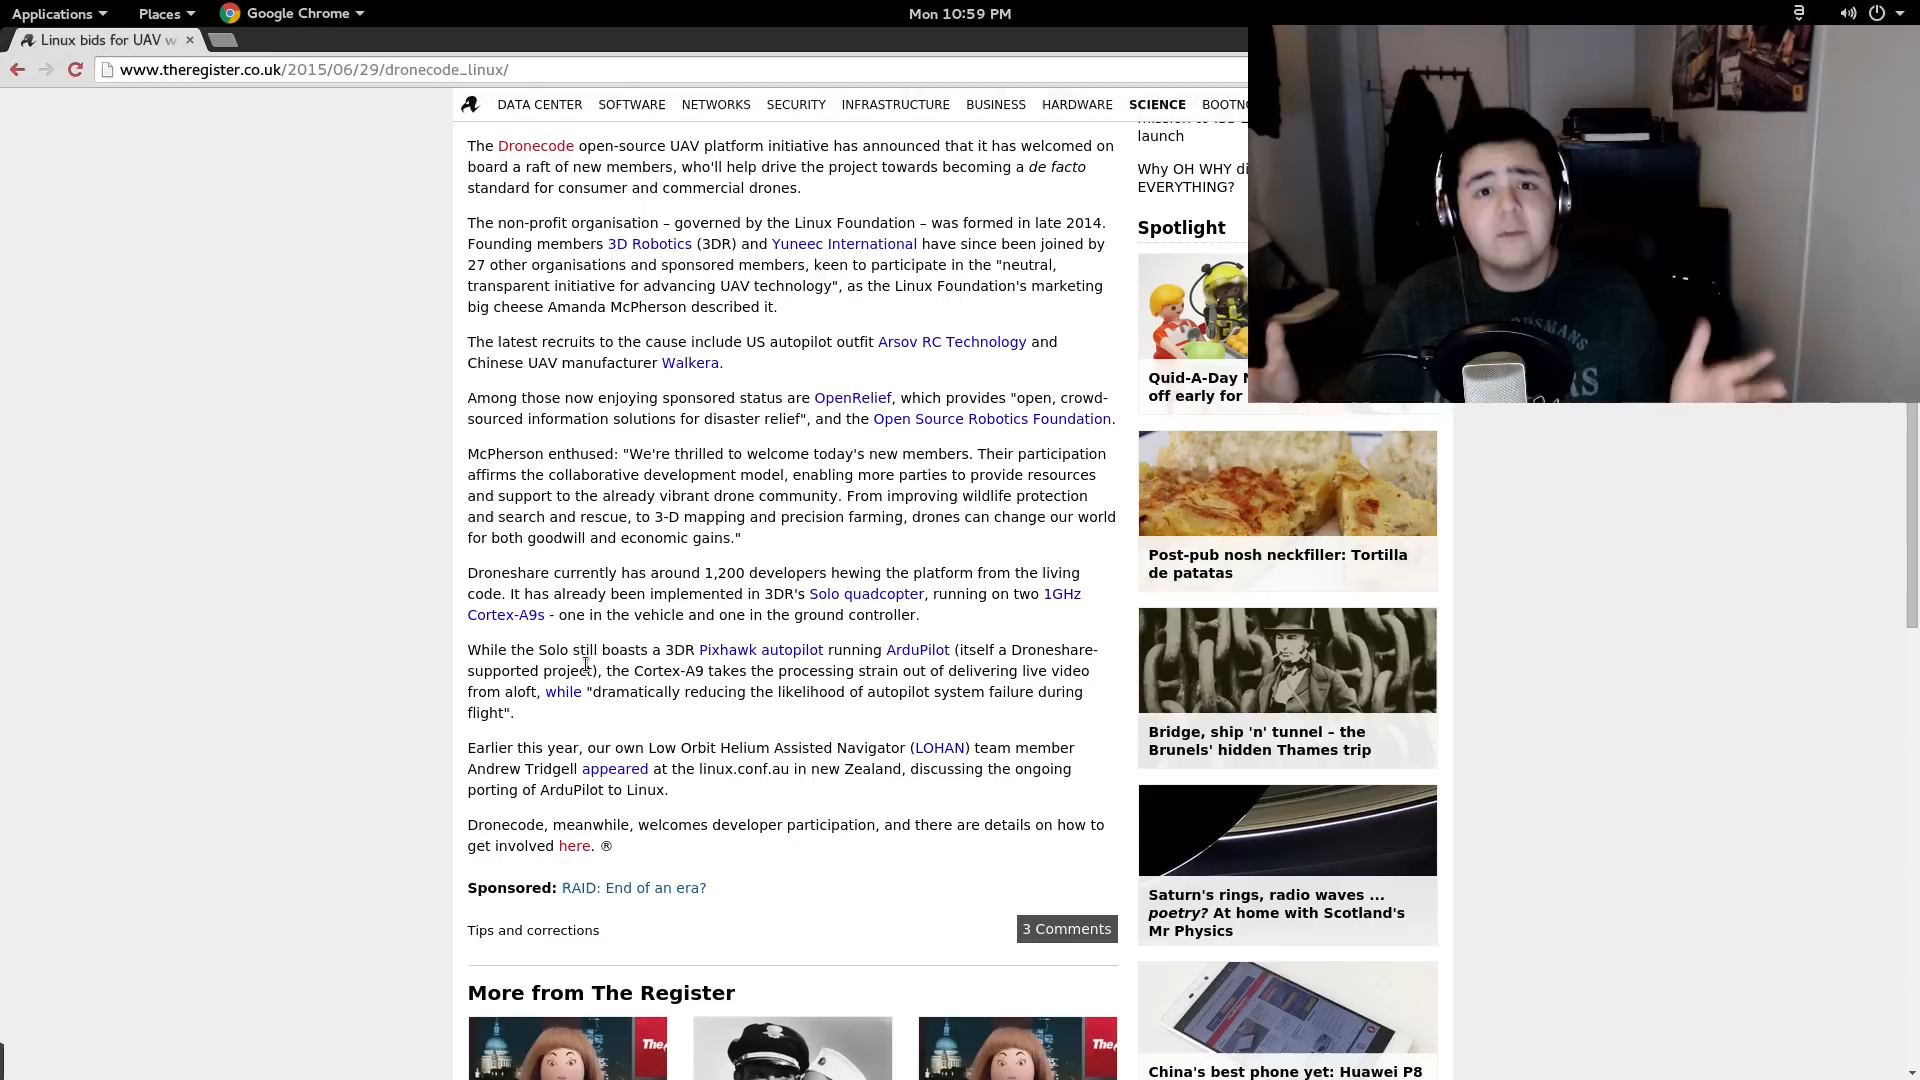 Applications
Places
Google Chrome
Mon 10:59 PM
Linux bids for UAV w
www.theregister.co.uk/2015/06/29/dronecode_linux/
DATA CENTER SOFTWARE NETWORKS SECURITY INFRASTRUCTURE BUSINESS HARDWARE SCIENCE BOOTNO
The Dronecode open-source UAV platform initiative has announced that it has welcomed on
board a raft of new members, who'll help drive the project towards becoming a de facto
standard for consumer and commercial drones.
The non-profit organisation – governed by the Linux Foundation – was formed in late 2014.
Founding members 3D Robotics (3DR) and Yuneec International have since been joined by
27 other organisations and sponsored members, keen to participate in the "neutral,
transparent initiative for advancing UAV technology", as the Linux Foundation's marketing
big cheese Amanda McPherson described it.
The latest recruits to the cause include US autopilot outfit Arsov RC Technology and
Chinese UAV manufacturer Walkera.
Among those now enjoying sponsored status are OpenRelief, which provides "open, crowd-
sourced information solutions for disaster relief", and the Open Source Robotics Foundation.
McPherson enthused: "We're thrilled to welcome today's new members. Their participation
affirms the collaborative development model, enabling more parties to provide resources
and support to the already vibrant drone community. From improving wildlife protection
and search and rescue, to 3-D mapping and precision farming, drones can change our world
for both goodwill and economic gains."
Droneshare currently has around 1,200 developers hewing the platform from the living
code. It has already been implemented in 3DR's Solo quadcopter, running on two 1GHz
Cortex-A9s - one in the vehicle and one in the ground controller.
While the Solo still boasts a 3DR Pixhawk autopilot running ArduPilot (itself a Droneshare-
supported project), the Cortex-A9 takes the processing strain out of delivering live video
from aloft, while "dramatically reducing the likelihood of autopilot system failure during
flight".
Earlier this year, our own Low Orbit Helium Assisted Navigator (LOHAN) team member
Andrew Tridgell appeared at the linux.conf.au in new Zealand, discussing the ongoing
porting of ArduPilot to Linux.
Dronecode, meanwhile, welcomes developer participation, and there are details on how to
get involved here. ®
Sponsored: RAID: End of an era?
Tips and corrections
3 Comments
More from The Register
launch
Why OH WHY di
EVERYTHING?
Spotlight
Quid-A-Day N
off early for
Post-pub nosh neckfiller: Tortilla
de patatas
Bridge, ship 'n' tunnel – the
Brunels' hidden Thames trip
Saturn's rings, radio waves ...
poetry? At home with Scotland's
Mr Physics
China's best phone yet: Huawei P8